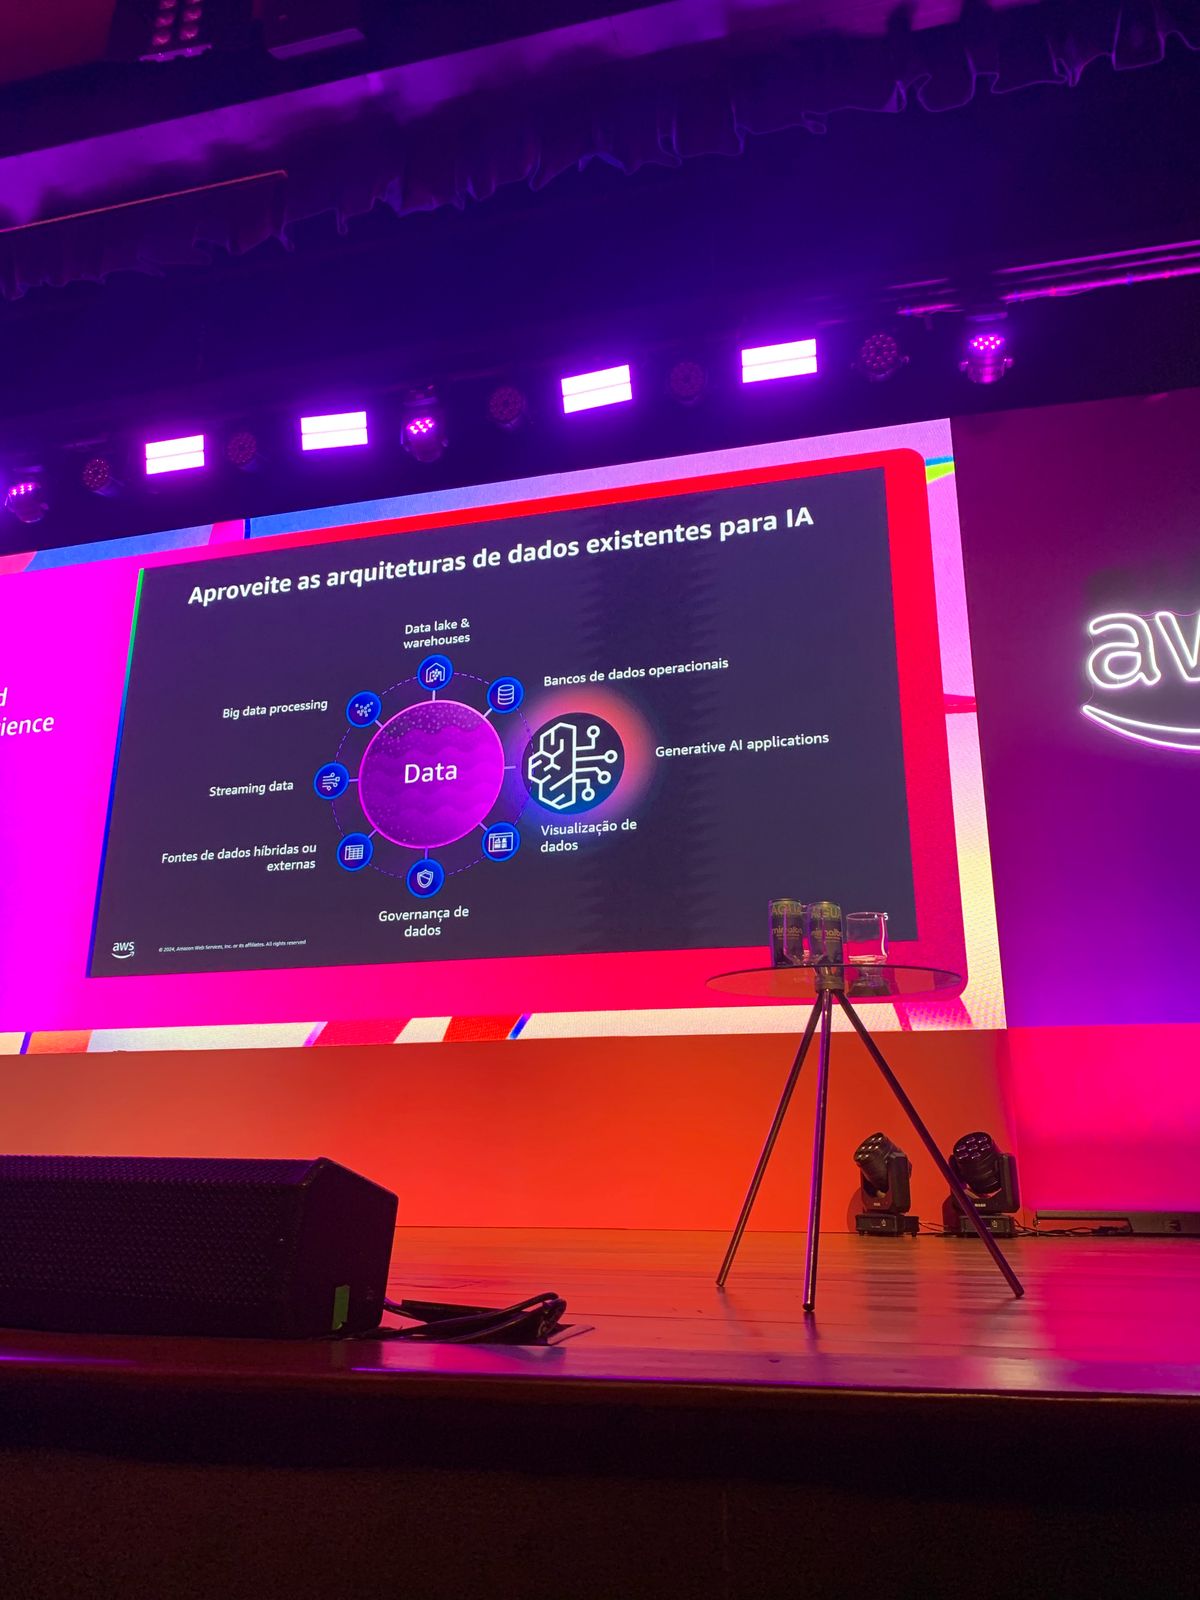 Aproveite as arquiteturas de dados existentes para IA
Data lake &
warehouses
Bancos de dados operacionais
Big data processing
Generative AI applications
Data
Streaming data
Visualização de
dados
Fontes de dados híbridas ou
externas
Governança de
dados
aws
© 2024, Amazon Web Services, Inc. or its affiliates. All rights reserved
ience
aw
AGUA
AGUA